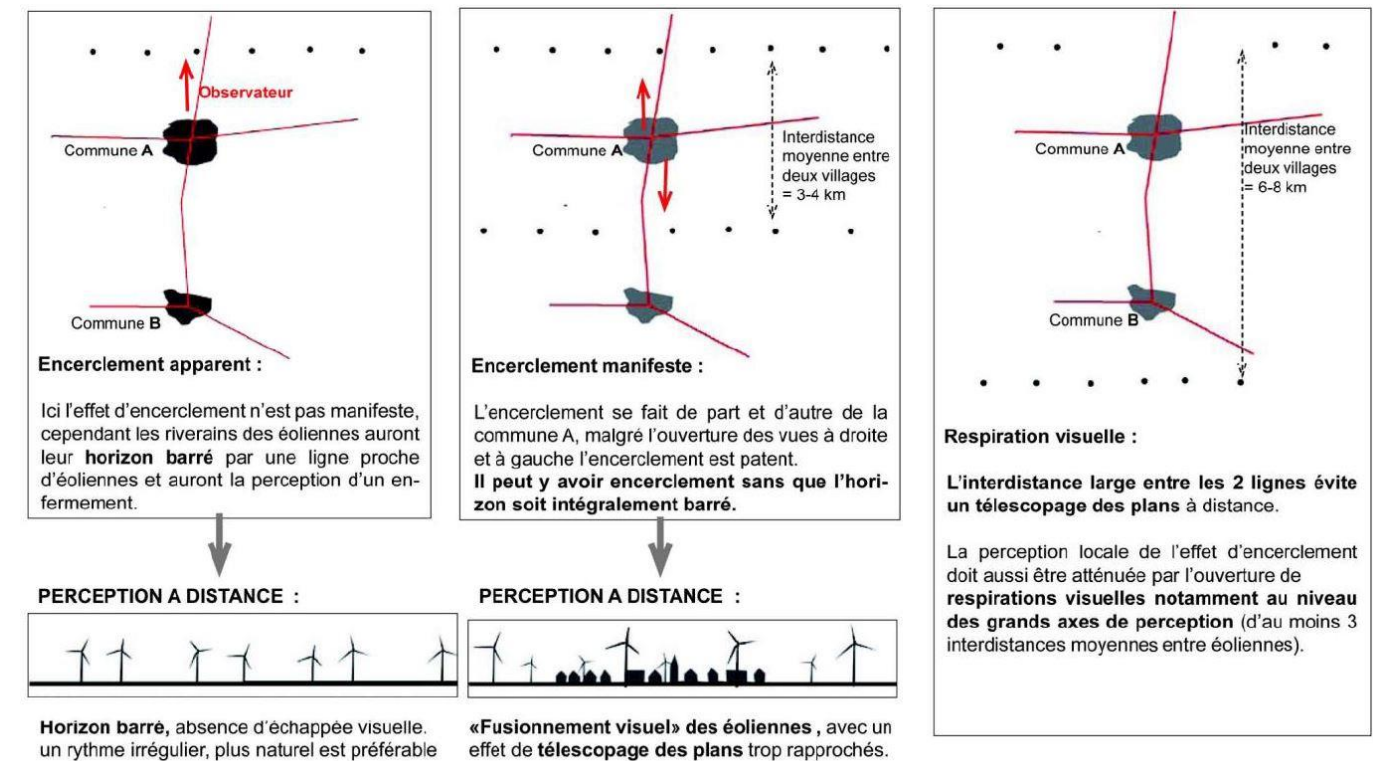 Observateur
Commune A
Commune B
Encerclement apparent :
Ici l'effet d'encerclement n'est pas manifeste,
cependant les riverains des éoliennes auront
leur horizon barré par une ligne proche
d'éoliennes et auront la perception d'un en-
fermement.
PERCEPTION A DISTANCE :
Horizon barré, absence d'échappée visuelle.
un rythme irrégulier, plus naturel est préférable
Commune A
Interdistance
moyenne entre
deux villages
= 3-4 km
Encerclement manifeste :
L'encerclement se fait de part et d'autre de la
commune A, malgré l'ouverture des vues à droite
et à gauche l'encerclement est patent.
Il peut y avoir encerclement sans que l'hori-
zon soit intégralement barré.
PERCEPTION A DISTANCE :
«Fusionnement visuel» des éoliennes , avec un
effet de télescopage des plans trop rapprochés.
Commune A
Interdistance
moyenne entre
deux villages
= 6-8 km
Commune B
Respiration visuelle :
L'interdistance large entre les 2 lignes évite
un télescopage des plans à distance.
La perception locale de l'effet d'encerclement
doit aussi être atténuée par l'ouverture de
respirations visuelles notamment au niveau
des grands axes de perception (d'au moins 3
interdistances moyennes entre éoliennes).